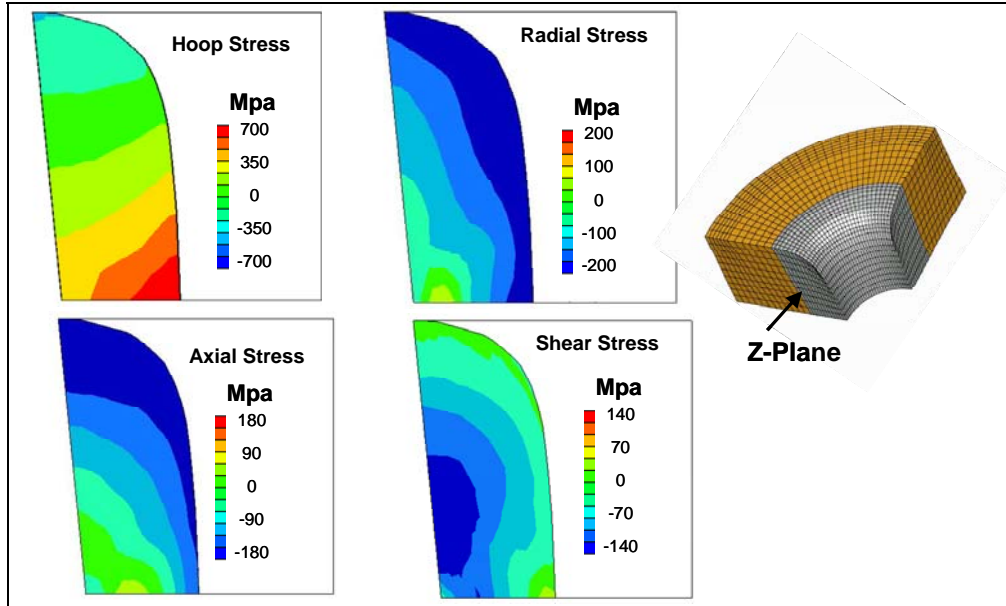 Hoop Stress
Mpa
700
350
0
-350
-700
Radial Stress
Mpa
200
100
0
-100
-200
Z-Plane
Axial Stress
Mpa
180
90
0
-90
-180
Shear Stress
Mpa
140
70
0
-70
-140